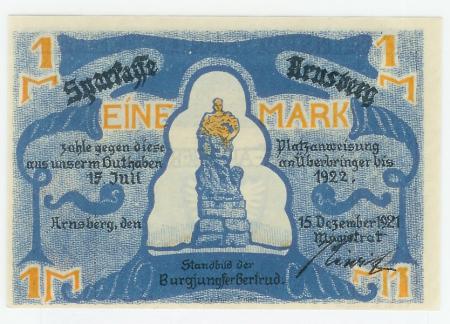 1 M
1 M
Sparkasse Arnsberg
EINE MARK
zahle gegen diese Platzanweisung
aus unserm Guthaben an Überbringer bis
15 Juli 1922.
Arnsberg, den 15. Dezember 1921
Magistrat
Standbild der
Burgjungfer Gertrud.
1 M
1 M